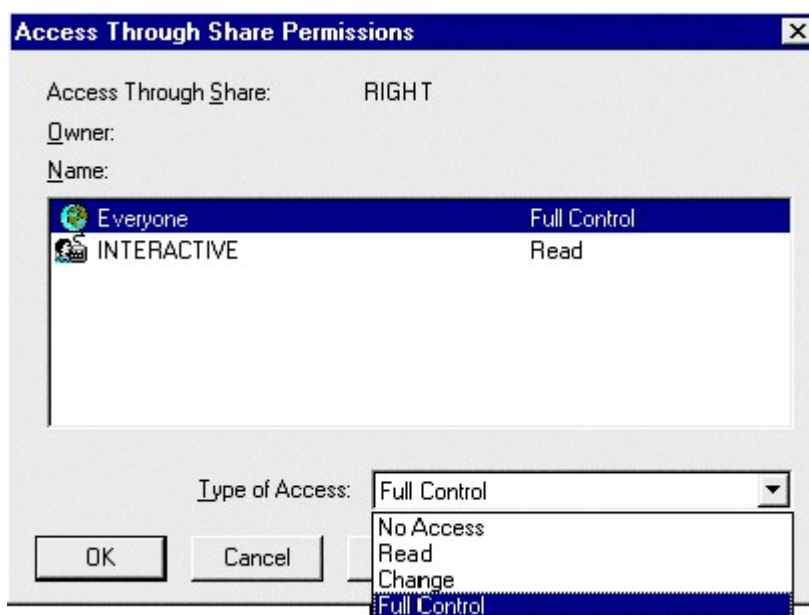 Access Through Share Permissions
Access Through Share: RIGHT
Owner:
Name:
Everyone Full Control
INTERACTIVE Read
Type of Access: Full Control
No Access
Read
Change
Full Control
OK Cancel